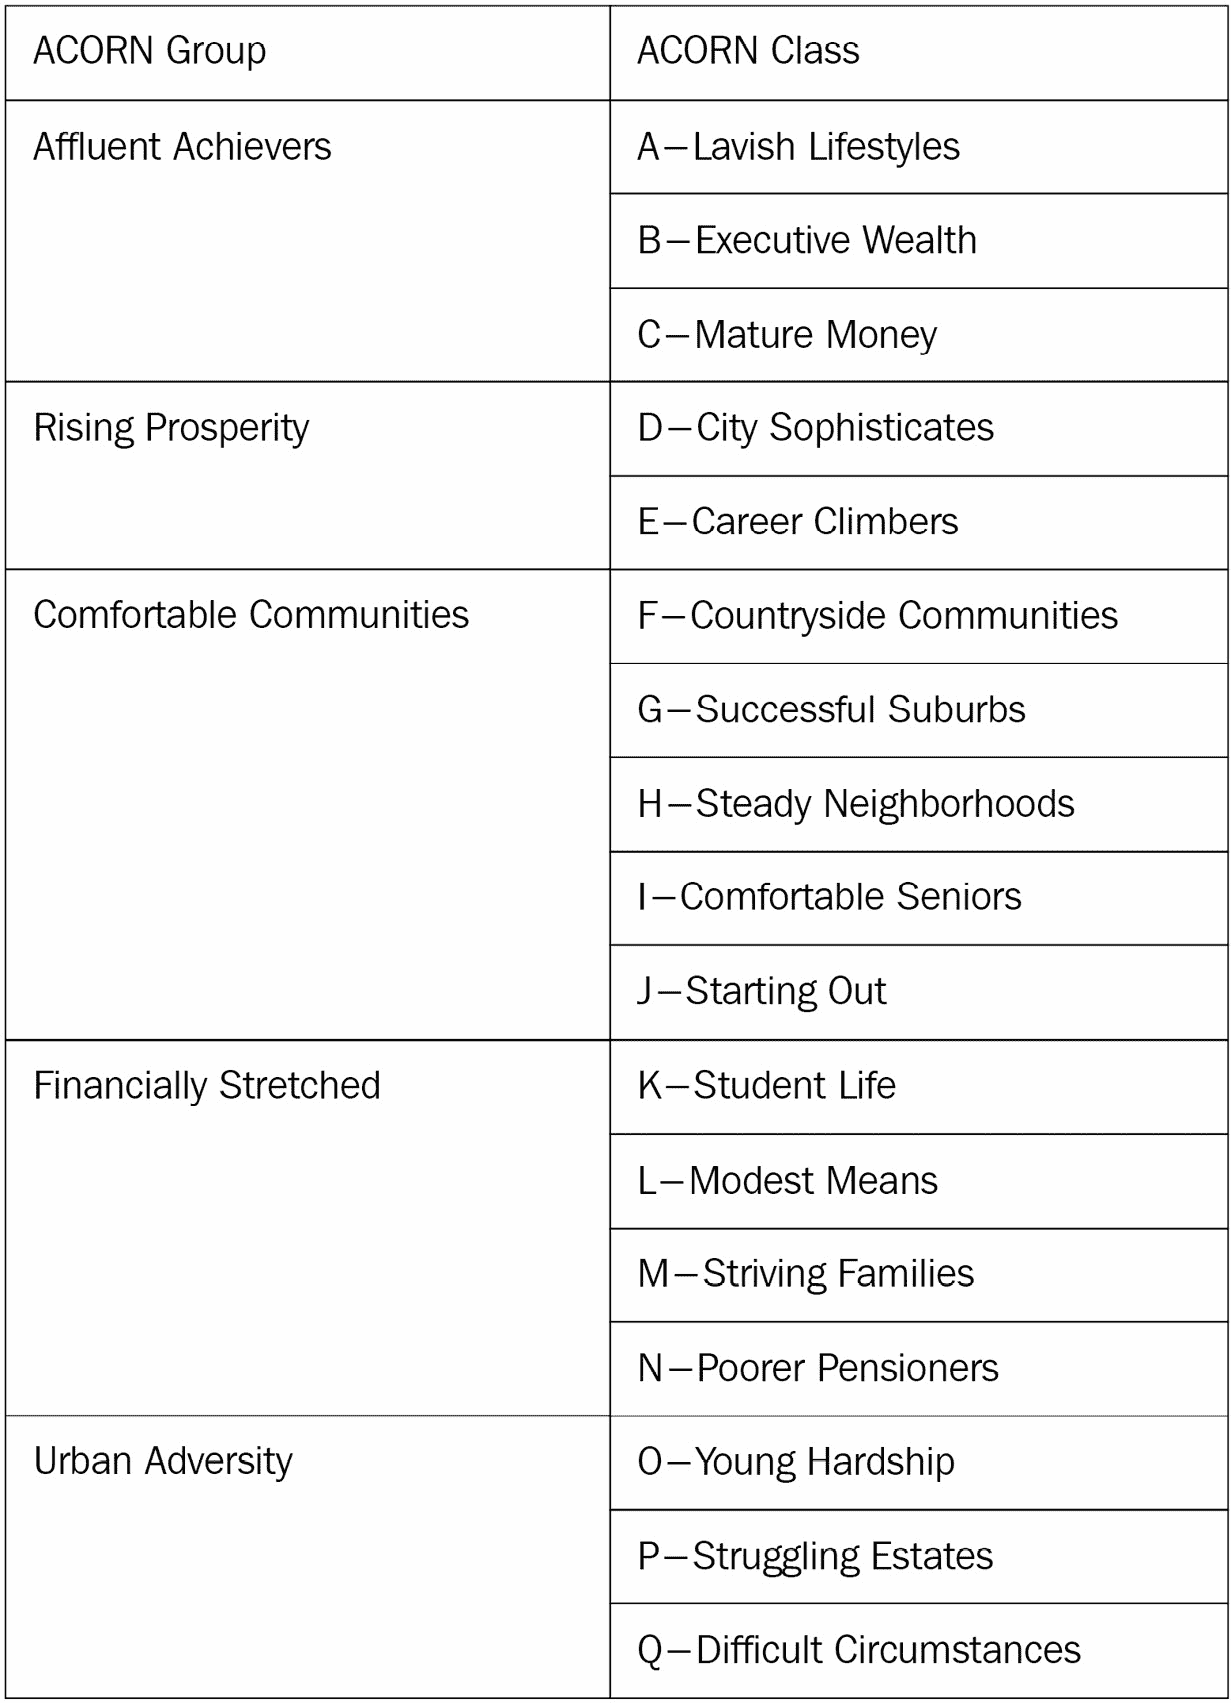 ACORN Group
ACORN Class
Affluent Achievers
A—Lavish Lifestyles
B—Executive Wealth
C—Mature Money
Rising Prosperity
D—City Sophisticates
E—Career Climbers
Comfortable Communities
F—Countryside Communities
G—Successful Suburbs
H—Steady Neighborhoods
I—Comfortable Seniors
J—Starting Out
Financially Stretched
K—Student Life
L—Modest Means
M—Striving Families
N—Poorer Pensioners
Urban Adversity
O—Young Hardship
P—Struggling Estates
Q—Difficult Circumstances